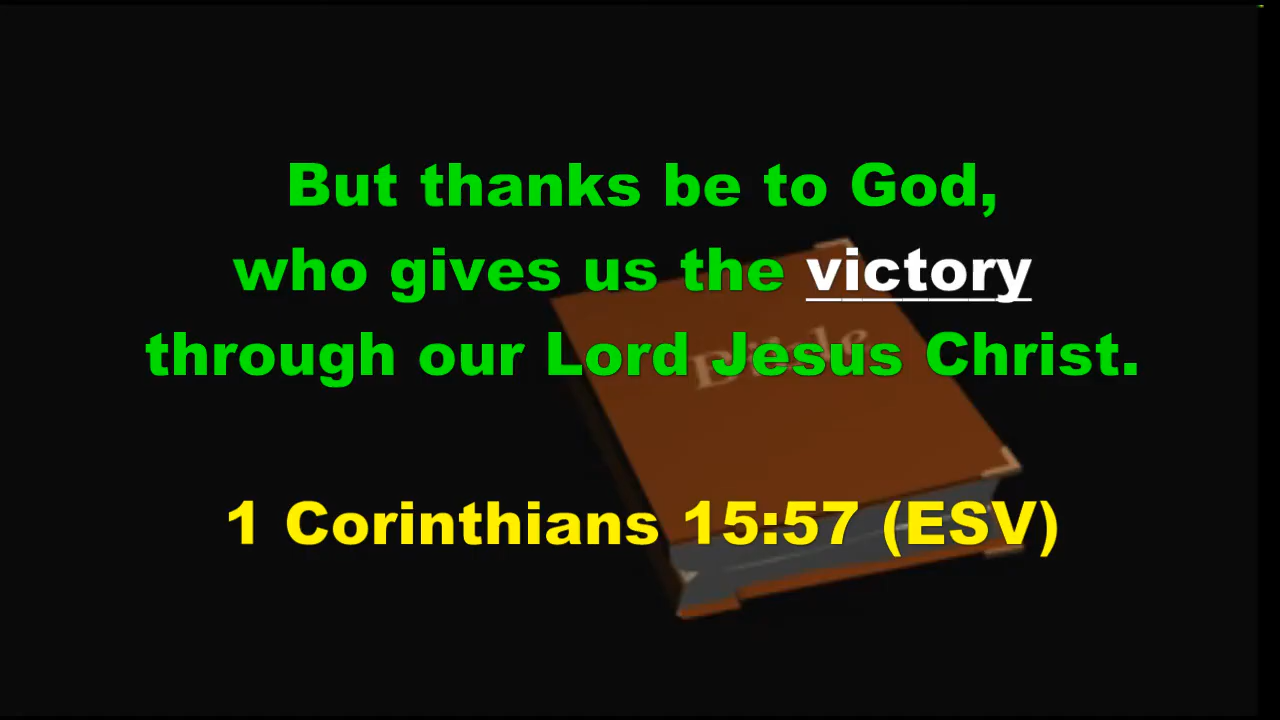 But thanks be to God,
who gives us the victory
through our Lord Jesus Christ.
Bible
1 Corinthians 15:57 (ESV)